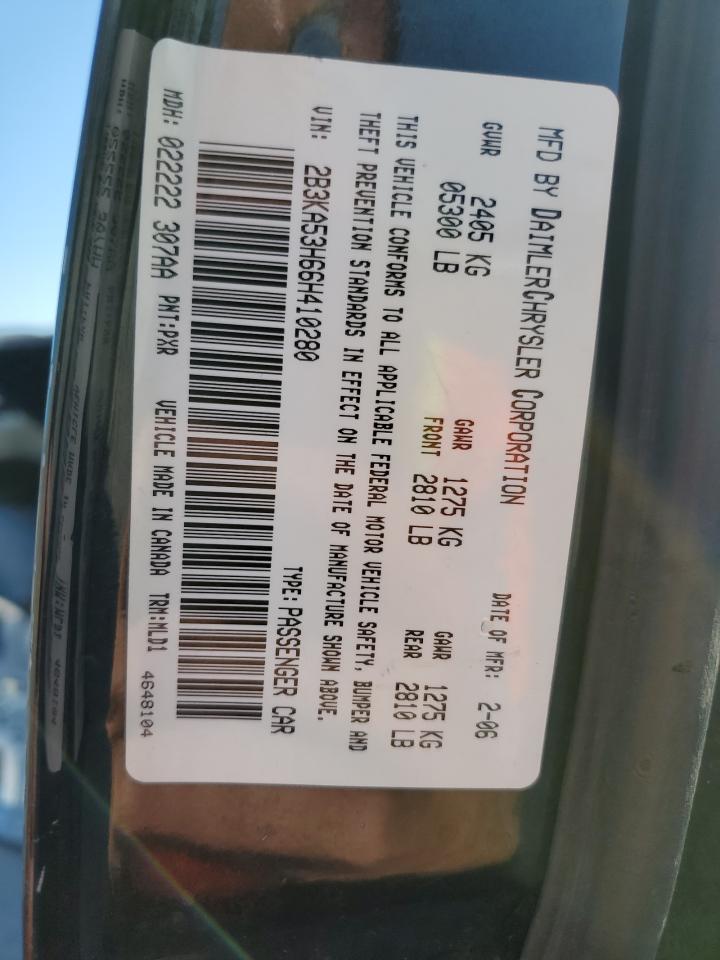 MFD BY DAIMLERCHRYSLER CORPORATION
DATE OF MFR: 2-06
GVWR 2405 KG
05300 LB
GAWR FRONT 1275 KG
2810 LB
GAWR REAR 1275 KG
2810 LB
THIS VEHICLE CONFORMS TO ALL APPLICABLE FEDERAL MOTOR VEHICLE SAFETY, BUMPER AND
THEFT PREVENTION STANDARDS IN EFFECT ON THE DATE OF MANUFACTURE SHOWN ABOVE.
VIN: 2B3KA53H66H410280
TYPE: PASSENGER CAR
MDH: 022222 307AA PNT:PXR VEHICLE MADE IN CANADA TRM:MLD1 4648104